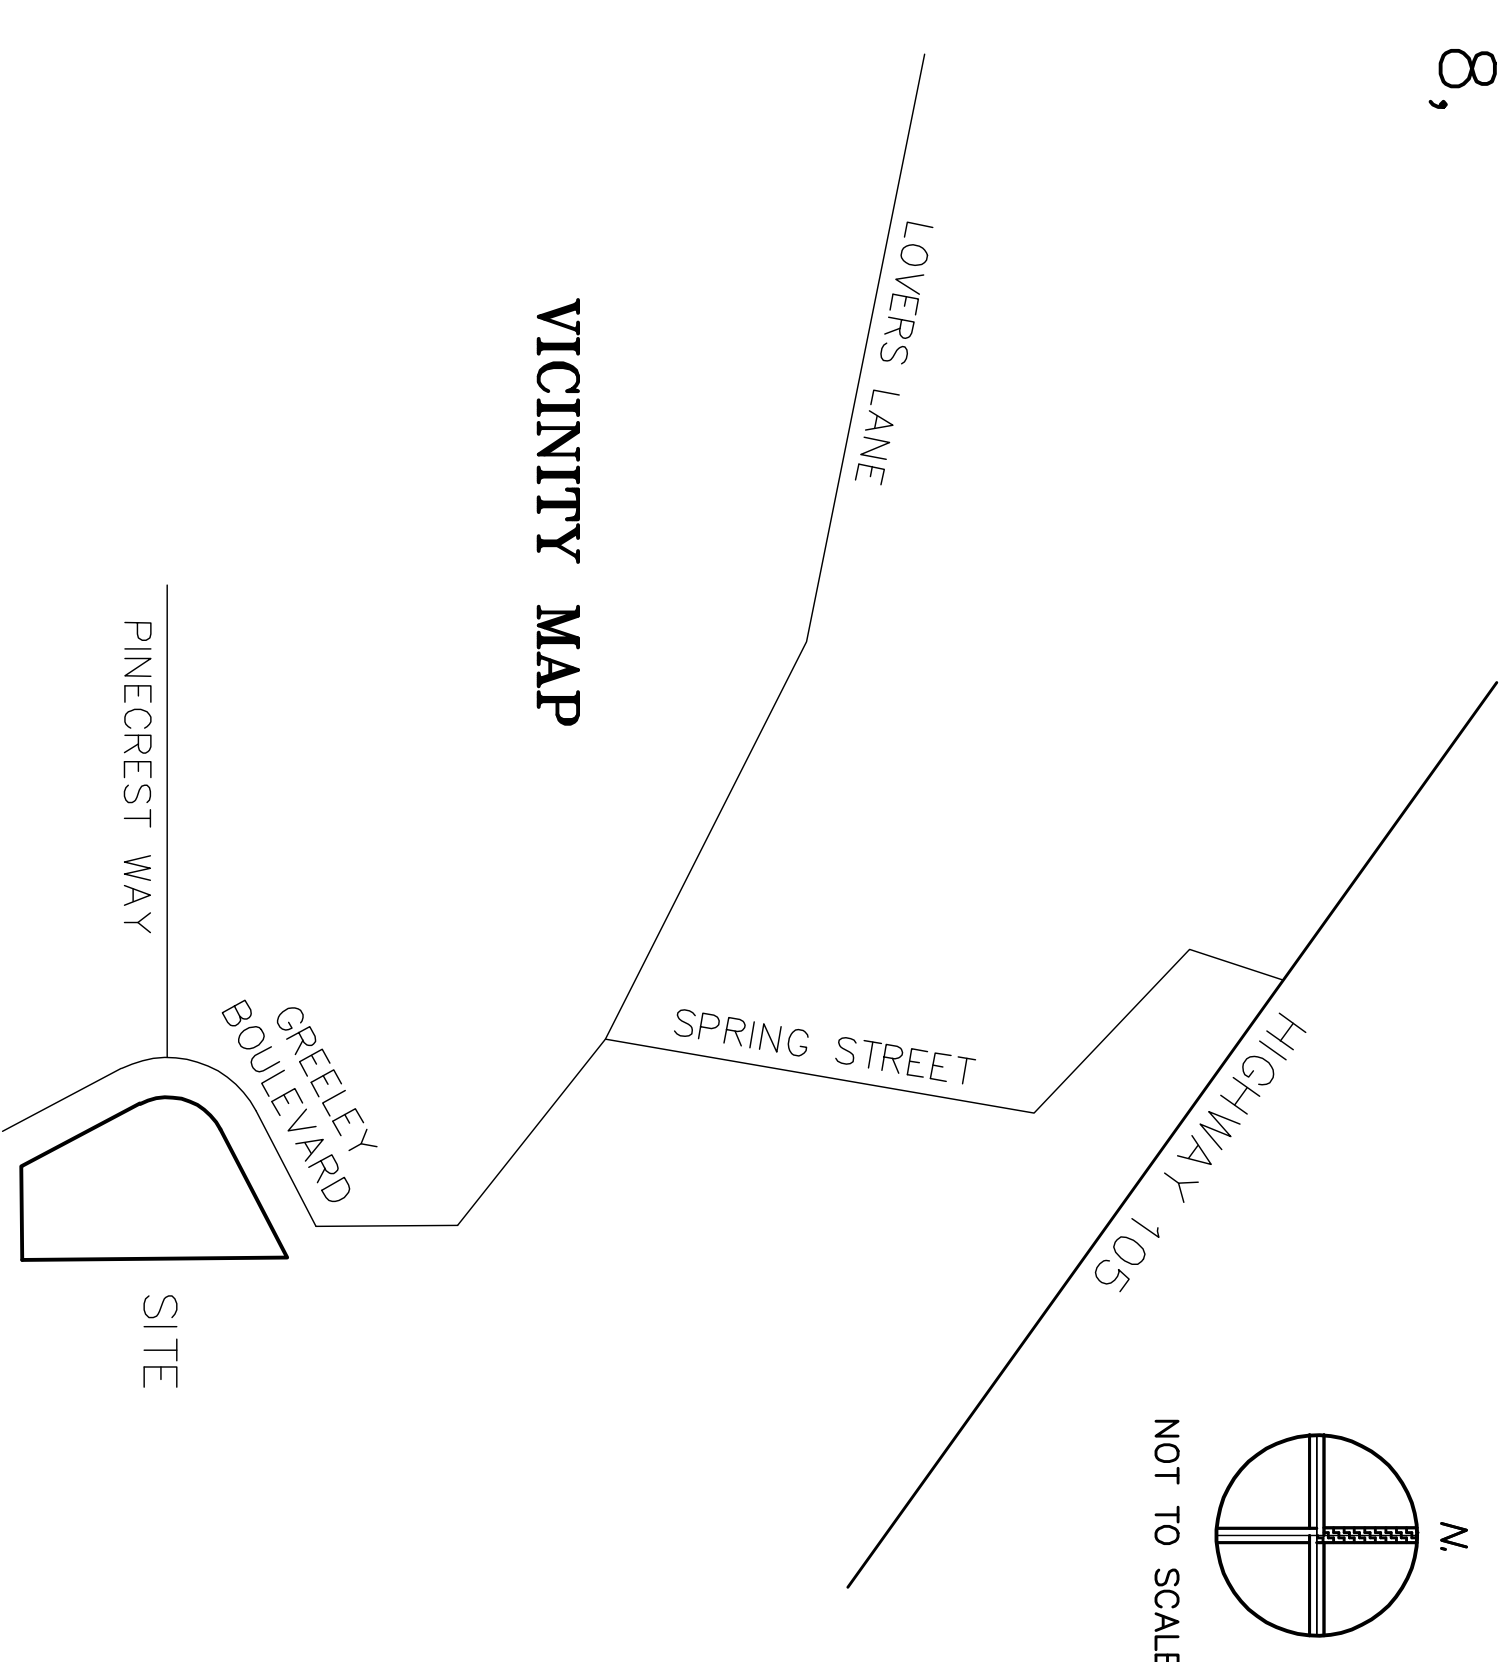 8,
N.
NOT TO SCALE
HIGHWAY 105
LOVERS LANE
SPRING STREET
VICINITY MAP
GREELEY
BOULEVARD
PINECREST WAY
SITE